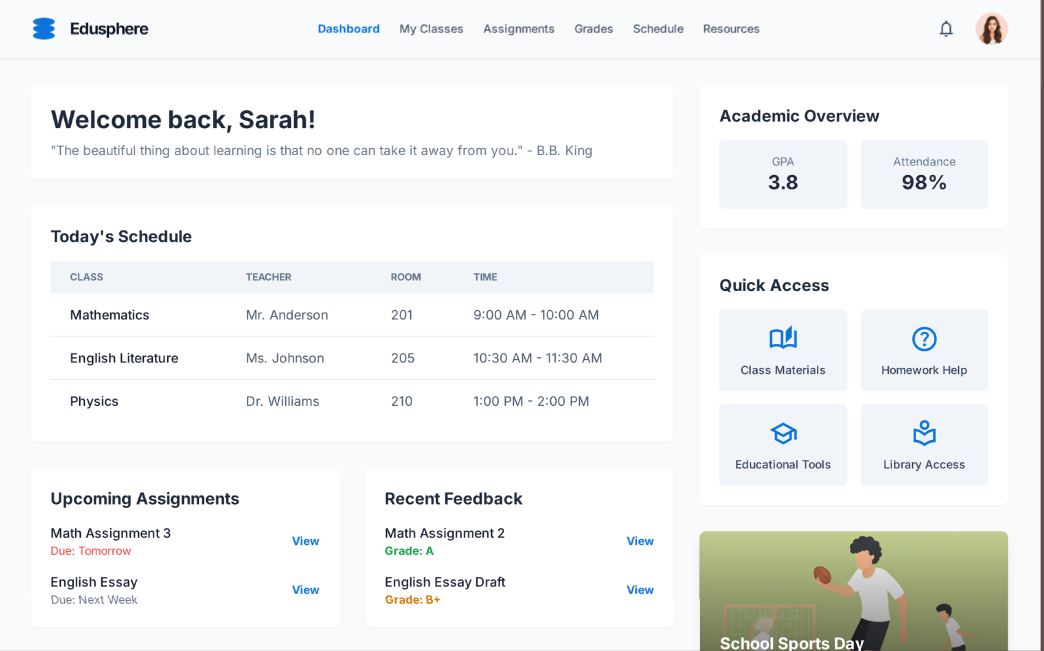 Edusphere
Dashboard My Classes Assignments Grades Schedule Resources
Welcome back, Sarah!
"The beautiful thing about learning is that no one can take it away from you." - B.B. King
Today's Schedule
CLASS TEACHER ROOM TIME
Mathematics Mr. Anderson 201 9:00 AM - 10:00 AM
English Literature Ms. Johnson 205 10:30 AM - 11:30 AM
Physics Dr. Williams 210 1:00 PM - 2:00 PM
Upcoming Assignments
Math Assignment 3
Due: Tomorrow
View
English Essay
Due: Next Week
View
Recent Feedback
Math Assignment 2
Grade: A
View
English Essay Draft
Grade: B+
View
Academic Overview
GPA
3.8
Attendance
98%
Quick Access
Class Materials
Homework Help
Educational Tools
Library Access
School Sports Day